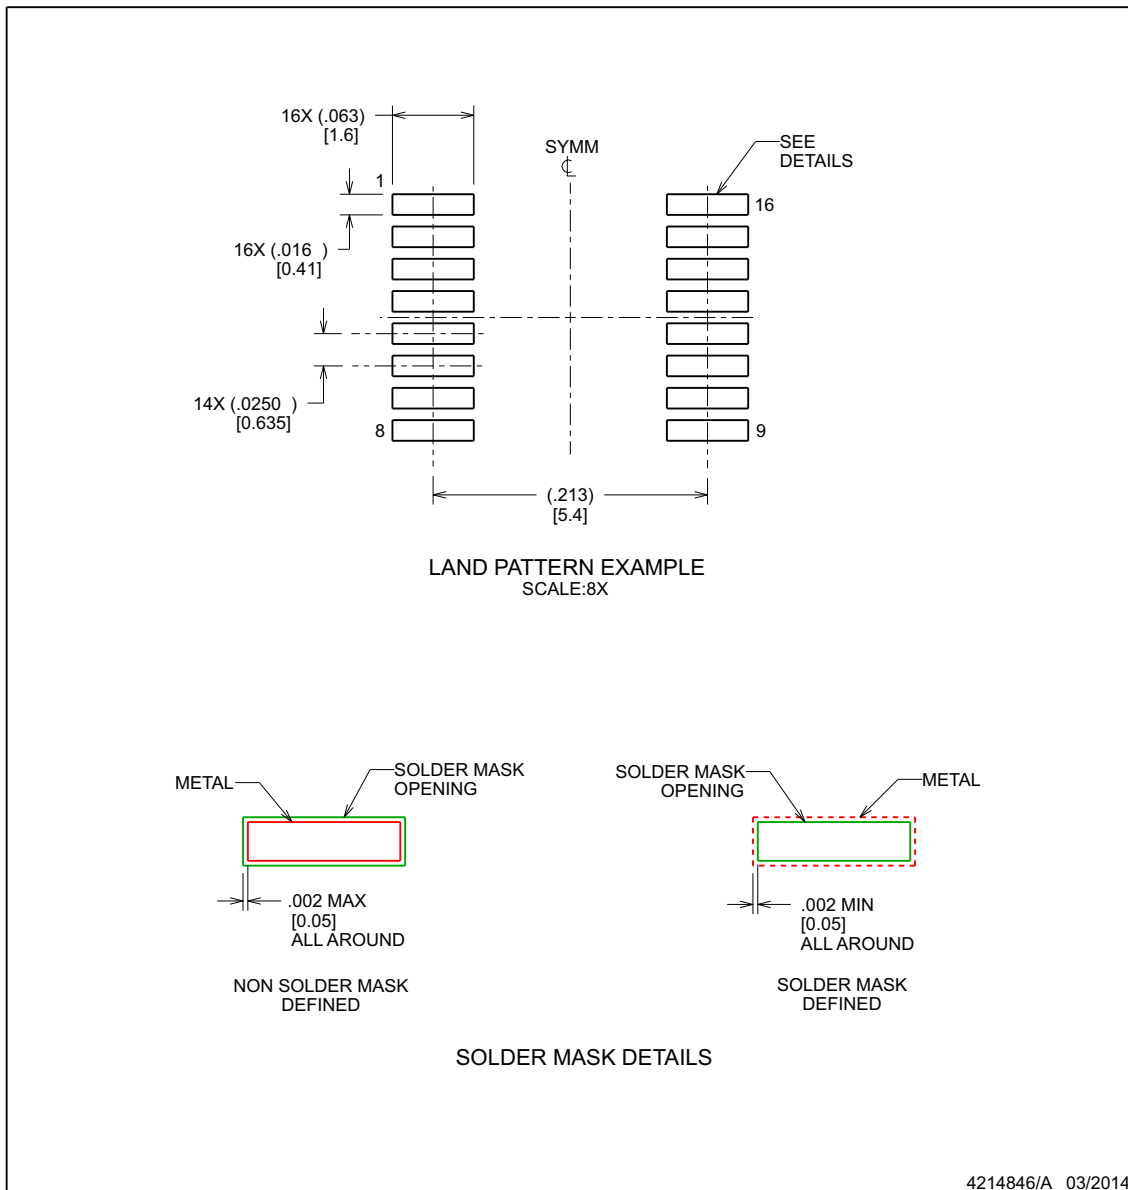 16X (.063)
[1.6]
SYMM
SEE
DETAILS
1
16
16X (.016 )
[0.41]
14X (.0250 )
[0.635]
8
9
(.213)
[5.4]
LAND PATTERN EXAMPLE
SCALE:8X
METAL
SOLDER MASK
OPENING
SOLDER MASK
OPENING
METAL
.002 MAX
[0.05]
ALL AROUND
.002 MIN
[0.05]
ALL AROUND
NON SOLDER MASK
DEFINED
SOLDER MASK
DEFINED
SOLDER MASK DETAILS
4214846/A 03/2014